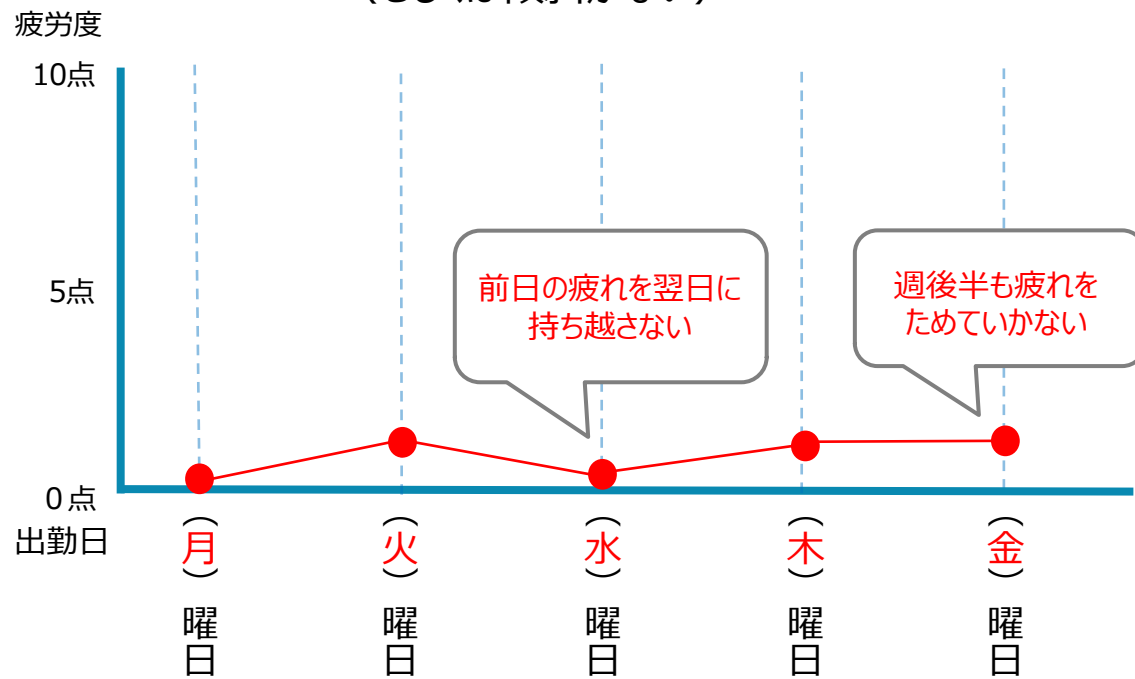 疲労度
10点
前日の疲れを翌日に
持ち越さない
週後半も疲れを
ためていかない
5点
0点
出勤日
(月)曜日
(火)曜日
(水)曜日
(木)曜日
(金)曜日